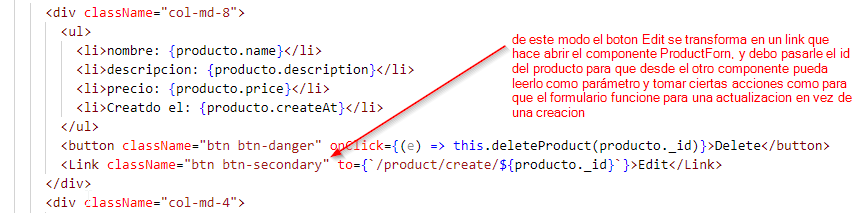 <div className="col-md-8">
<ul>
<li>nombre: {producto.name}</li>
<li>descripcion: {producto.description}</li>
<li>precio: {producto.price}</li>
<li>Creatdo el: {producto.createAt}</li>
</ul>
<button className="btn btn-danger" onClick={(e) => this.deleteProduct(producto._id)}>Delete</button>
<Link className="btn btn-secondary" to={`/product/create/${producto._id}`}>Edit</Link>
</div>
<div className="col-md-4">
de este modo el boton Edit se transforma en un link que
hace abrir el componente ProductForn, y debo pasarle el id
del producto para que desde el otro componente pueda
leerlo como parámetro y tomar ciertas acciones como para
que el formulario funcione para una actualizacion en vez de
una creacion